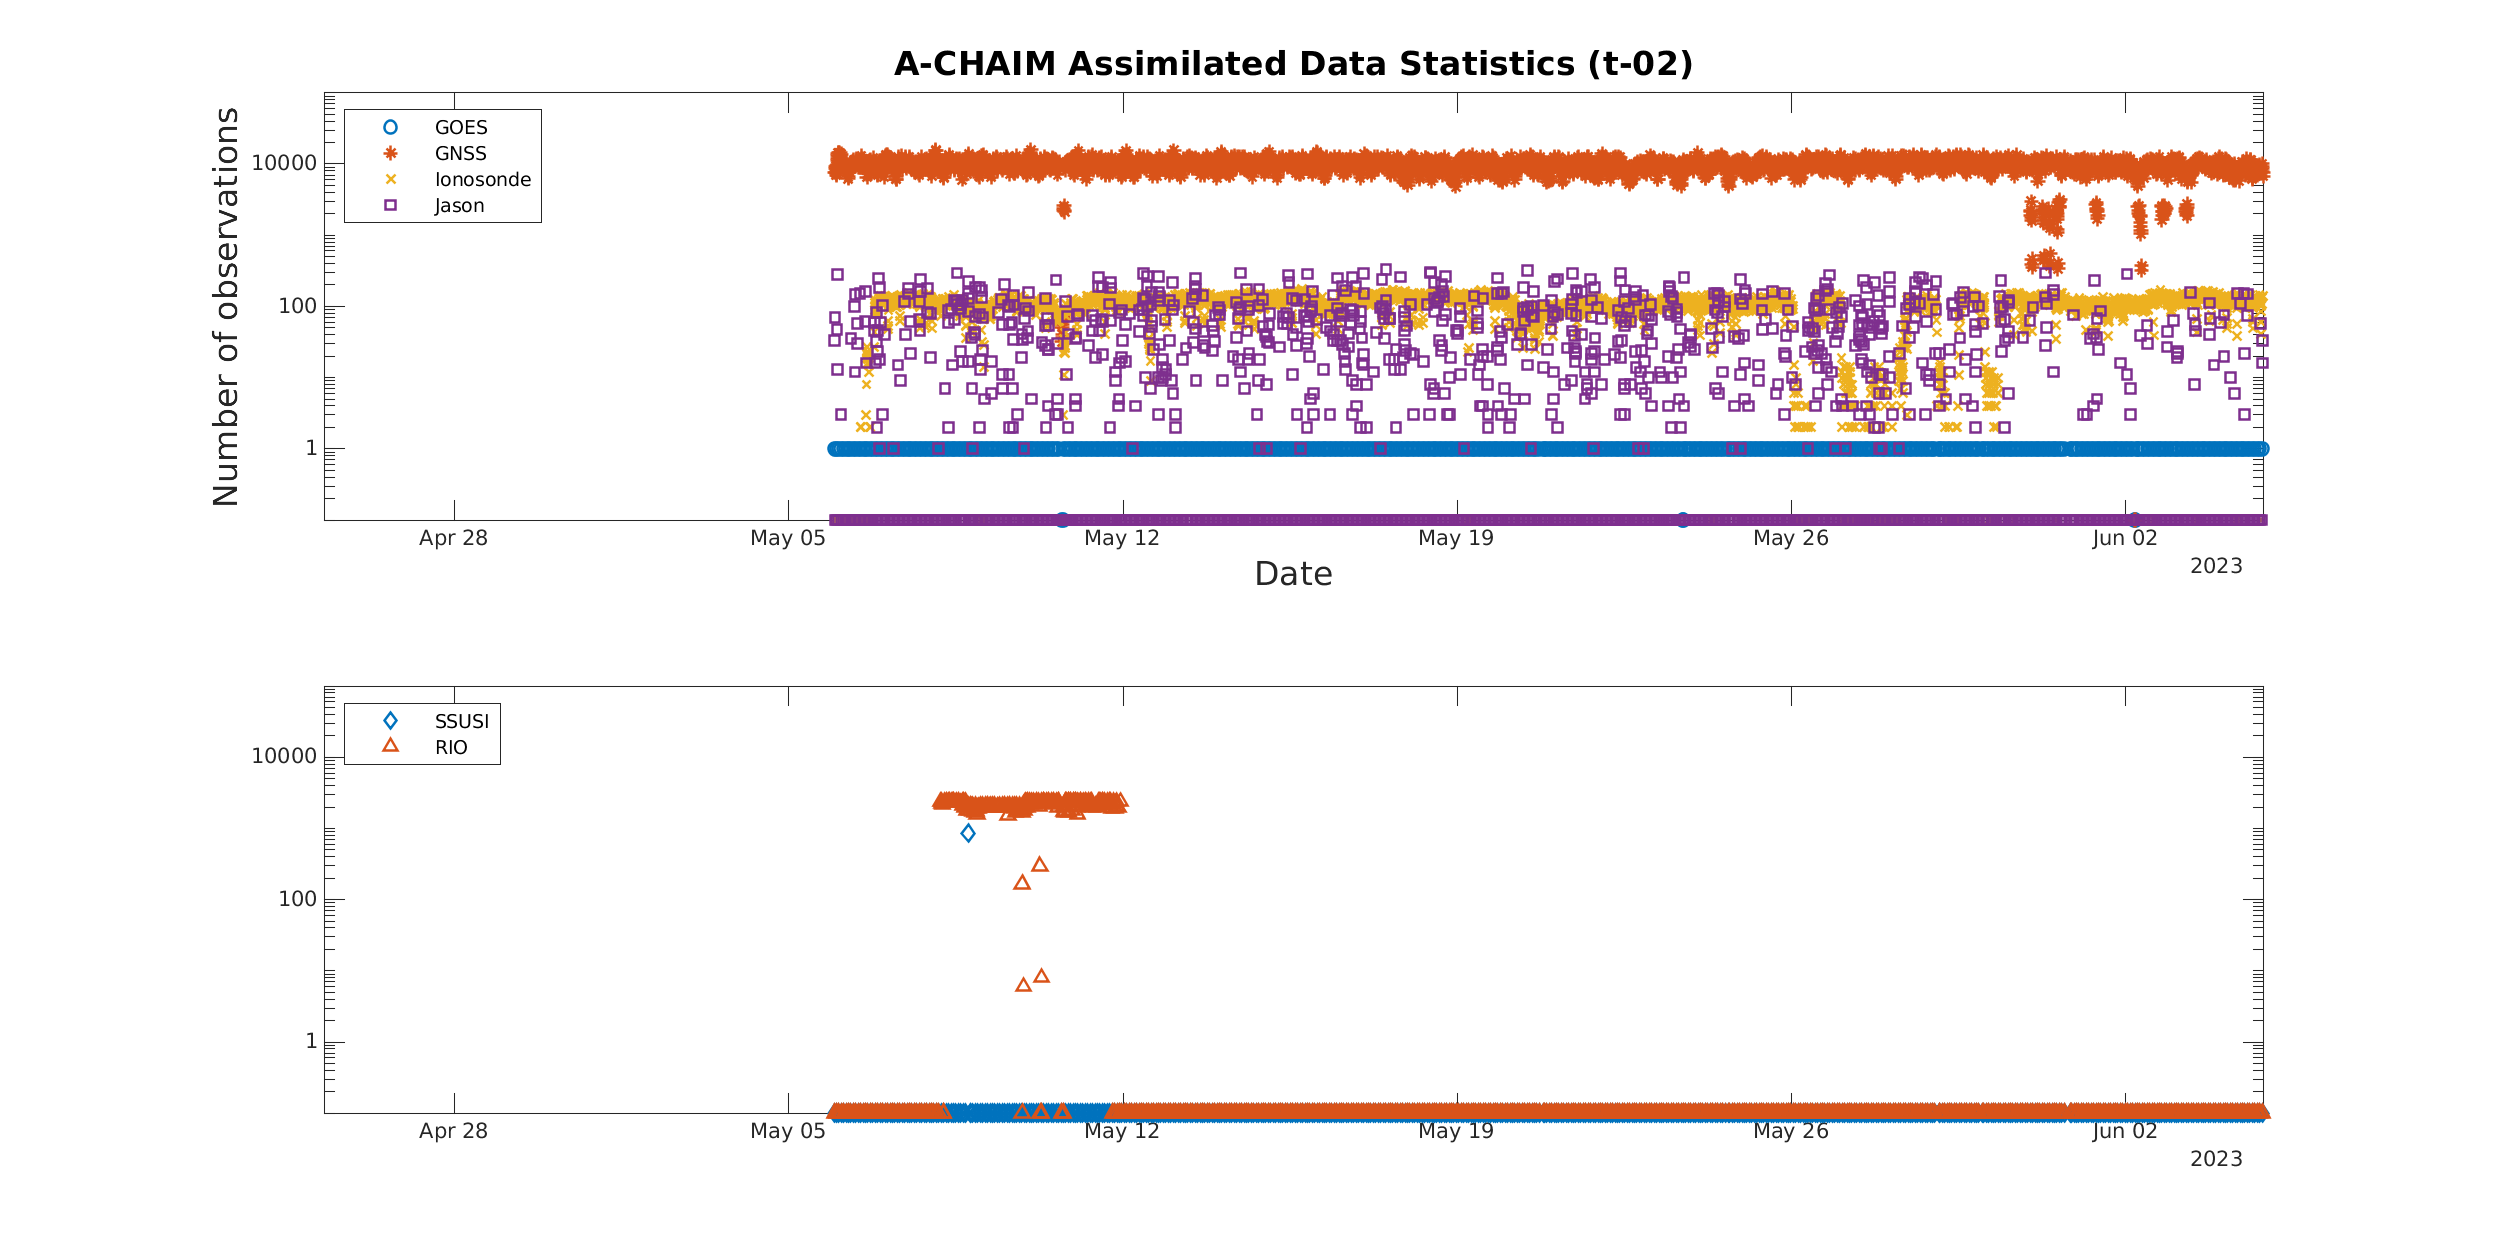 A-CHAIM Assimilated Data Statistics (t-02)
Number of observations
10000
100
1
GOES
GNSS
Ionosonde
Jason
Apr 28
May 05
May 12
May 19
May 26
Jun 02
2023
Date
10000
100
1
SSUSI
RIO
Apr 28
May 05
May 12
May 19
May 26
Jun 02
2023